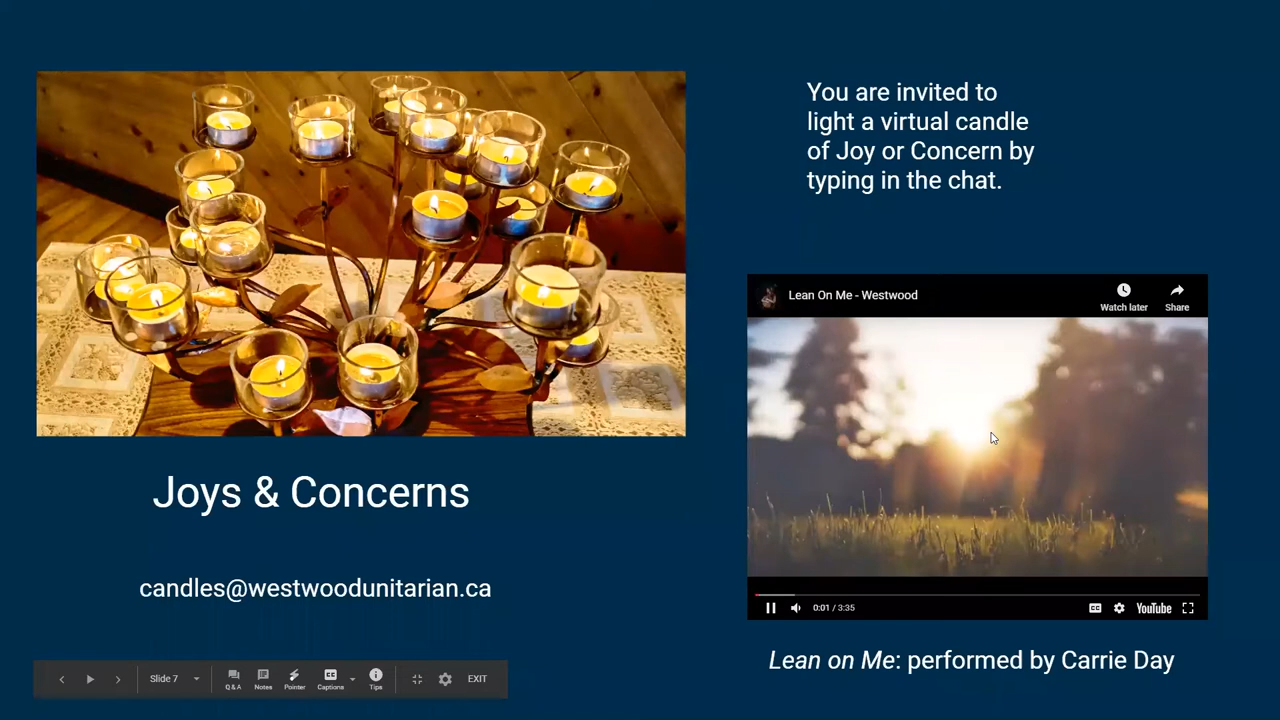 You are invited to
light a virtual candle
of Joy or Concern by
typing in the chat.
Lean On Me - Westwood
Watch later
Share
0:01 / 3:35
CC
YouTube
Joys & Concerns
candles@westwoodunitarian.ca
Lean on Me: performed by Carrie Day
Slide 7
Q & A
Notes
Pointer
Captions
Tips
EXIT